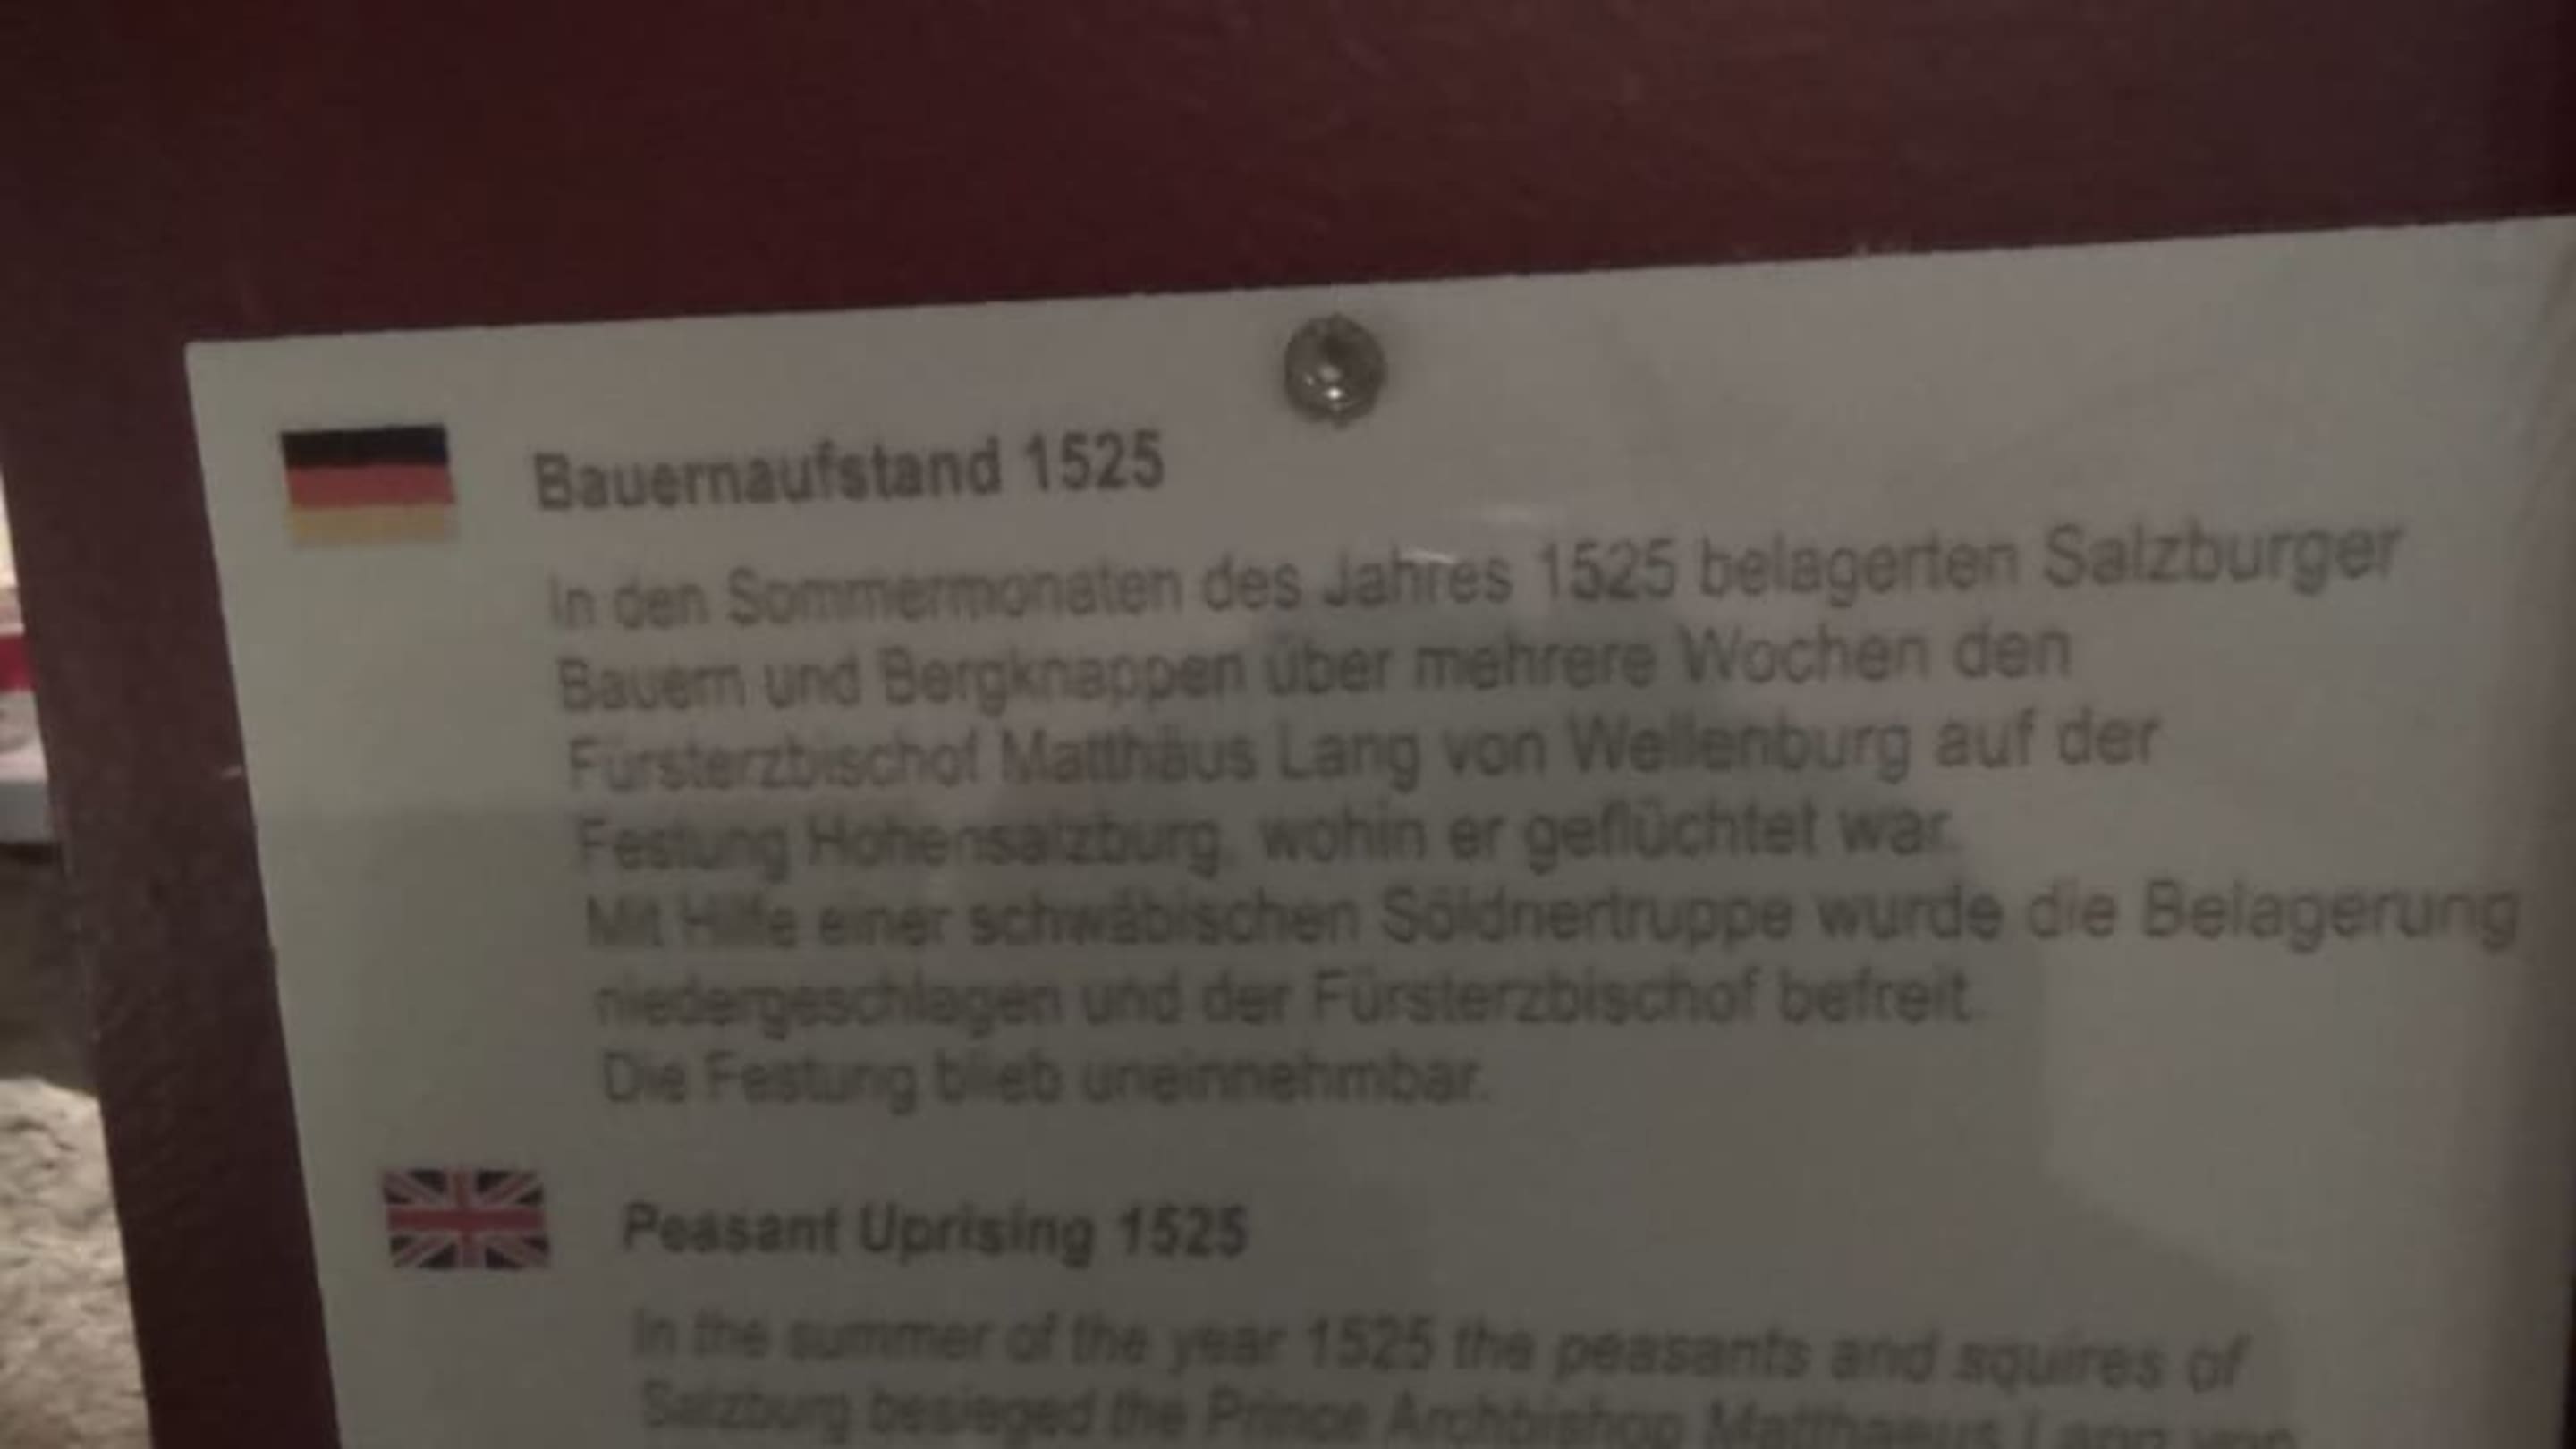 Bauernaufstand 1525
In den Sommermonaten des Jahres 1525 belagerten Salzburger
Bauern und Bergknappen über mehrere Wochen den
Fürsterzbischof Matthäus Lang von Wellenburg auf der
Festung Hohensalzburg, wohin er geflüchtet war.
Mit Hilfe einer schwäbischen Söldnertruppe wurde die Belagerung
niedergeschlagen und der Fürsterzbischof befreit.
Die Festung blieb uneinnehmbar.
Peasant Uprising 1525
In the summer of the year 1525 the peasants and squires of
Salzburg besieged the Prince Archbishop Matthaeus Lang von